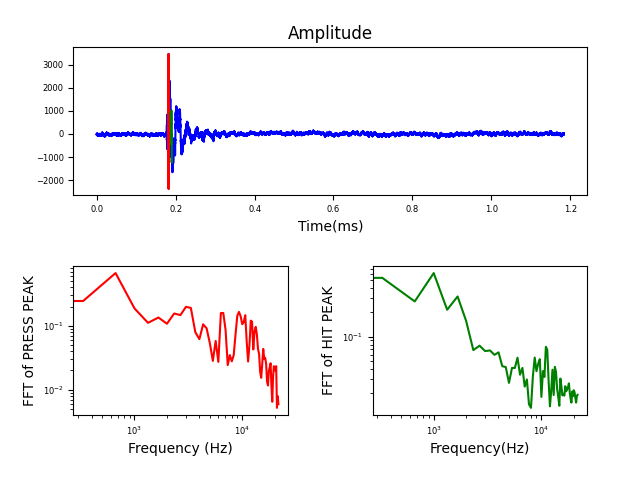 Amplitude
3000
2000
1000
0
−1000
−2000
0.0 0.2 0.4 0.6 0.8 1.0 1.2
Time(ms)
FFT of PRESS PEAK
10⁻¹
10⁻²
10³ 10⁴
Frequency (Hz)
FFT of HIT PEAK
10⁻¹
10³ 10⁴
Frequency(Hz)